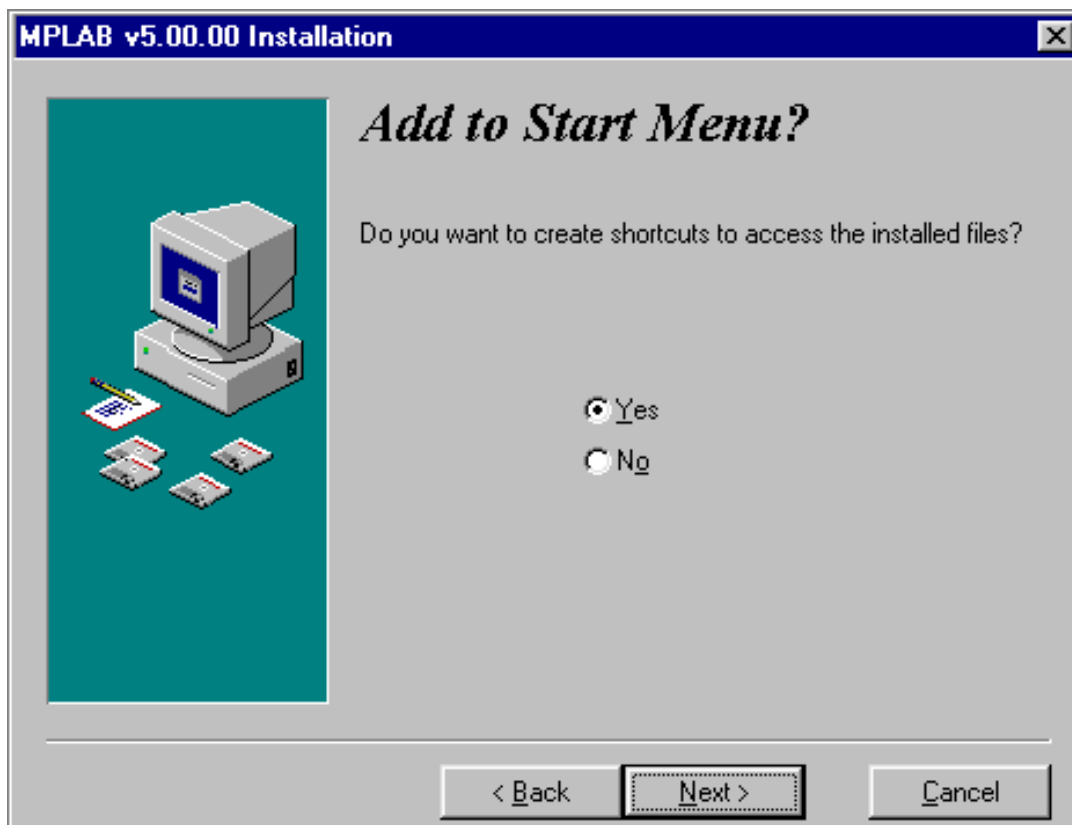 MPLAB v5.00.00 Installation
Add to Start Menu?
Do you want to create shortcuts to access the installed files?
Yes
No
< Back Next > Cancel